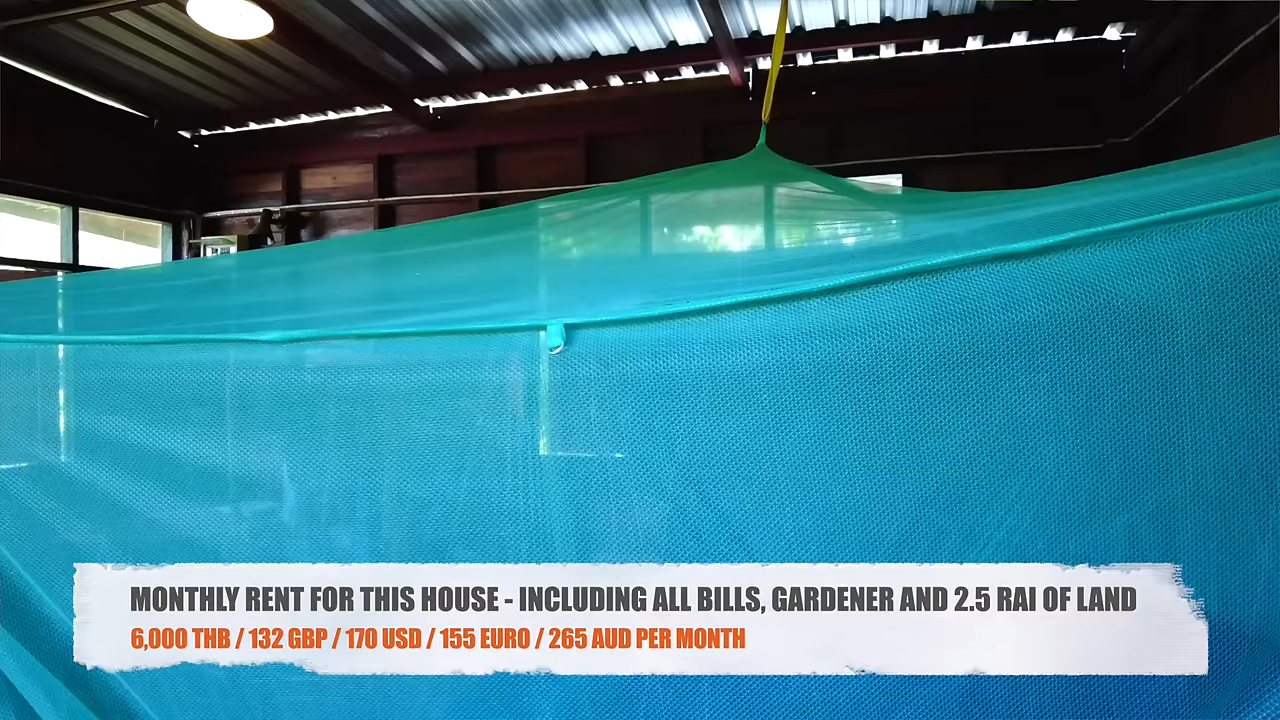 MONTHLY RENT FOR THIS HOUSE - INCLUDING ALL BILLS, GARDENER AND 2.5 RAI OF LAND
6,000 THB / 132 GBP / 170 USD / 155 EURO / 265 AUD PER MONTH